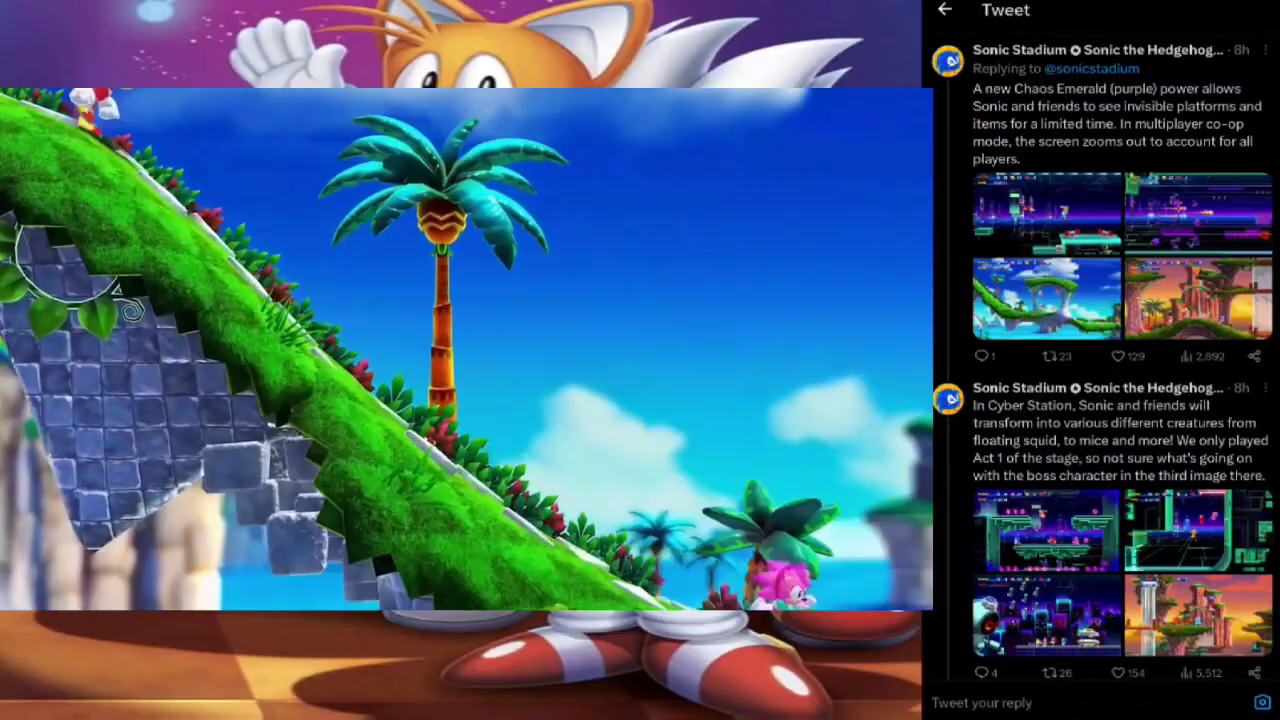 Tweet
Sonic Stadium ✪ Sonic the Hedgehog... · 8h
Replying to @sonicstadium
A new Chaos Emerald (purple) power allows
Sonic and friends to see invisible platforms and
items for a limited time. In multiplayer co-op
mode, the screen zooms out to account for all
players.
1 23 129 2,892
Sonic Stadium ✪ Sonic the Hedgehog... · 8h
In Cyber Station, Sonic and friends will
transform into various different creatures from
floating squid, to mice and more! We only played
Act 1 of the stage, so not sure what's going on
with the boss character in the third image there.
4 26 154 5,512
Tweet your reply